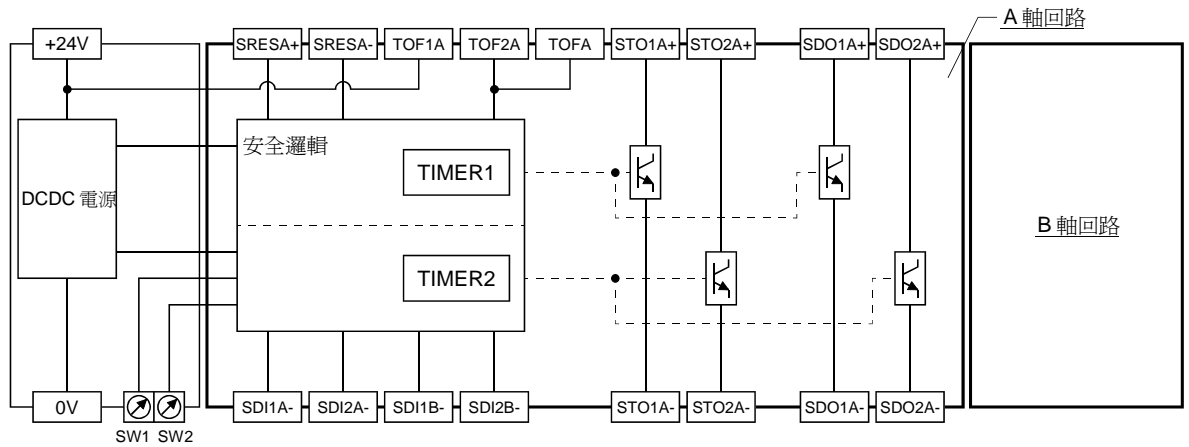 A 軸回路
+24V
SRESA+
SRESA-
TOF1A
TOF2A
TOFA
STO1A+
STO2A+
SDO1A+
SDO2A+
安全邏輯
TIMER1
DCDC 電源
B 軸回路
TIMER2
0V
SDI1A-
SDI2A-
SDI1B-
SDI2B-
STO1A-
STO2A-
SDO1A-
SDO2A-
SW1 SW2